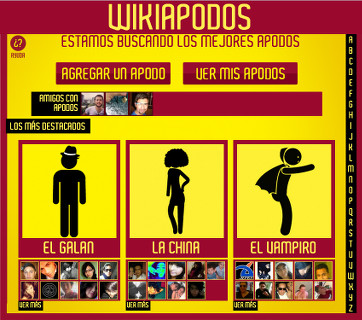 WIKIAPODOS
ESTAMOS BUSCANDO LOS MEJORES APODOS
¿?
AYUDA
AGREGAR UN APODO
VER MIS APODOS
AMIGOS CON
APODOS
LOS MÁS DESTACADOS
EL GALAN
LA CHINA
EL VAMPIRO
VER MÁS
VER MÁS
VER MÁS
A
B
C
D
E
F
G
H
I
J
K
L
M
N
O
P
Q
R
S
T
U
V
W
X
Y
Z